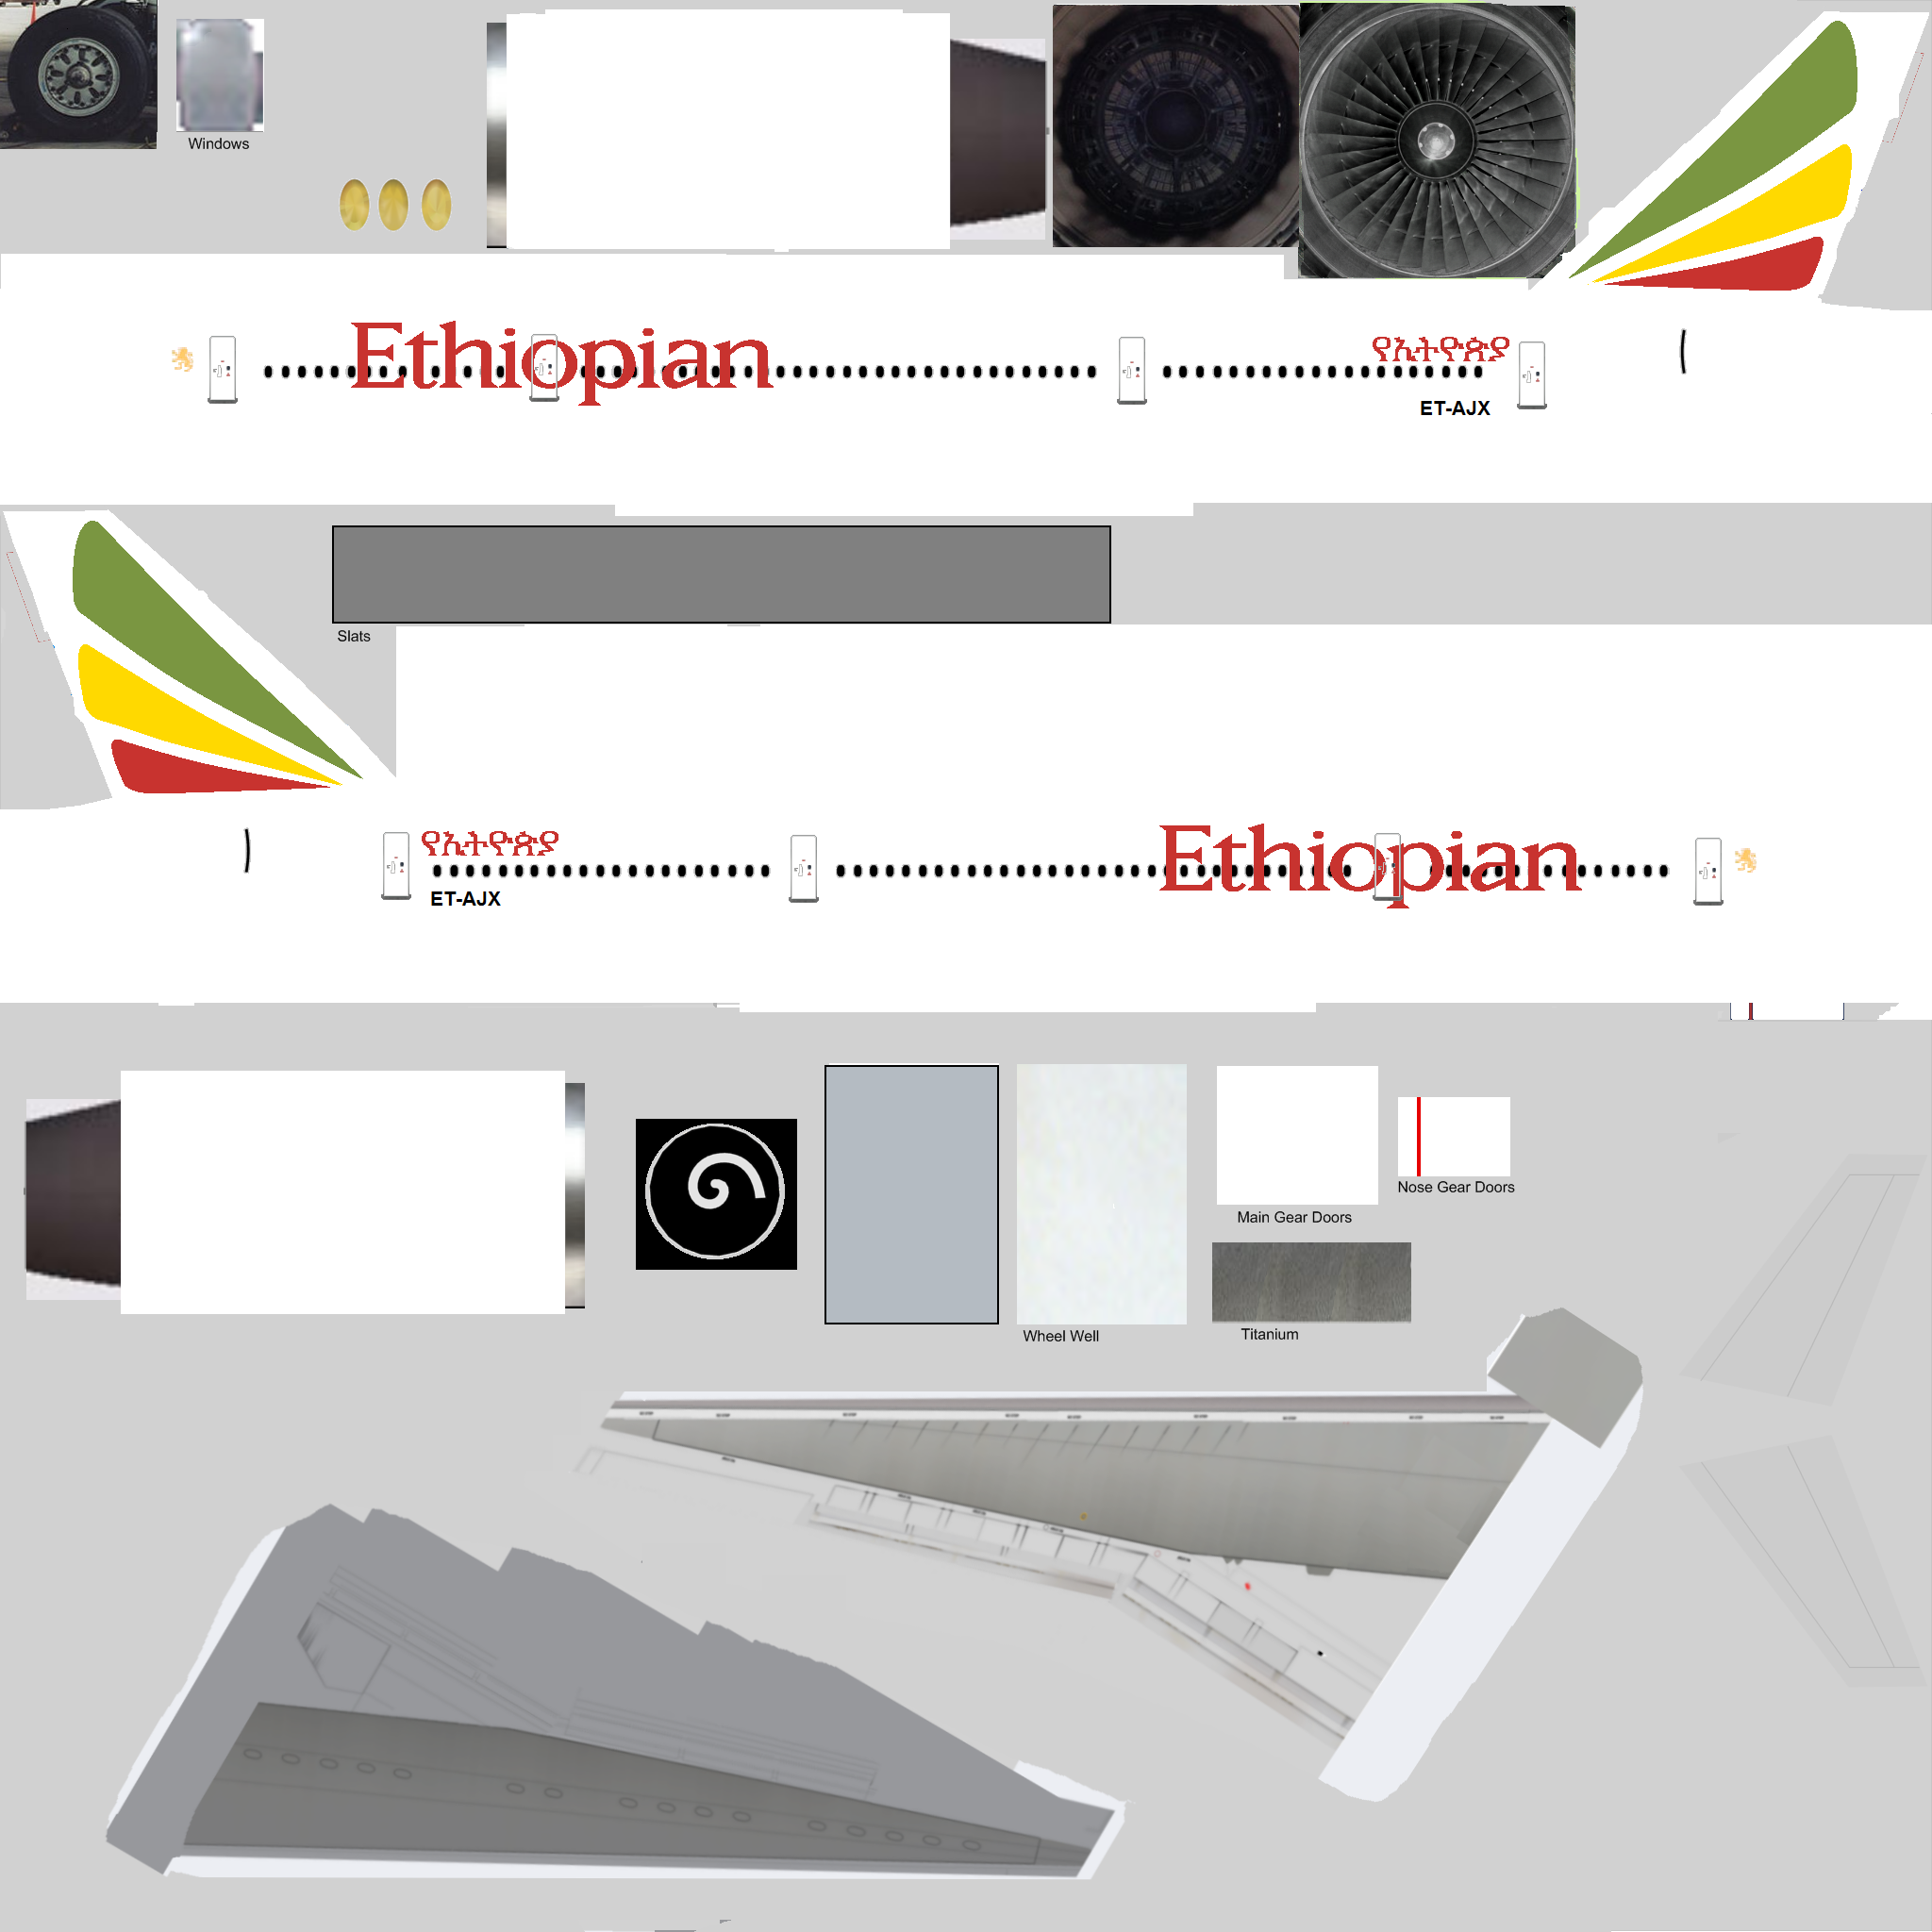 Windows
Ethiopian
የኢትዮጵያ
ET-AJX
Slats
የኢትዮጵያ
Ethiopian
ET-AJX
Nose Gear Doors
Main Gear Doors
Wheel Well
Titanium